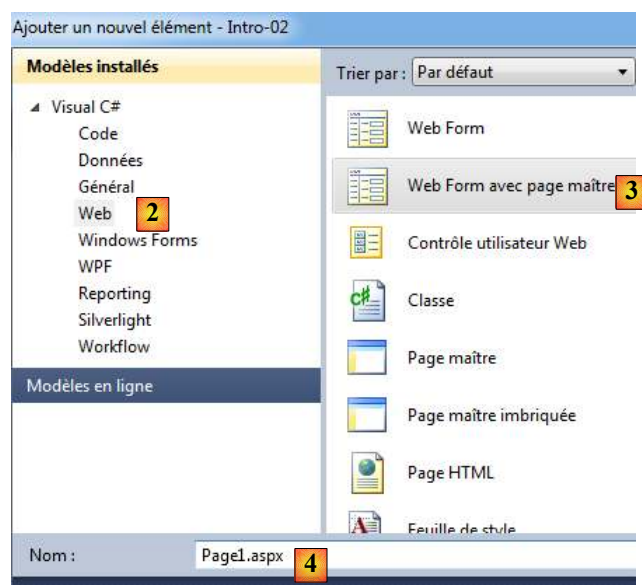 Ajouter un nouvel élément - Intro-02
Modèles installés
Visual C#
Code
Données
Général
Web 2
Windows Forms
WPF
Reporting
Silverlight
Workflow
Modèles en ligne
Trier par : Par défaut
Web Form
Web Form avec page maître 3
Contrôle utilisateur Web
C# Classe
Page maître
Page maître imbriquée
Page HTML
A Feuille de style
Nom : Page1.aspx 4